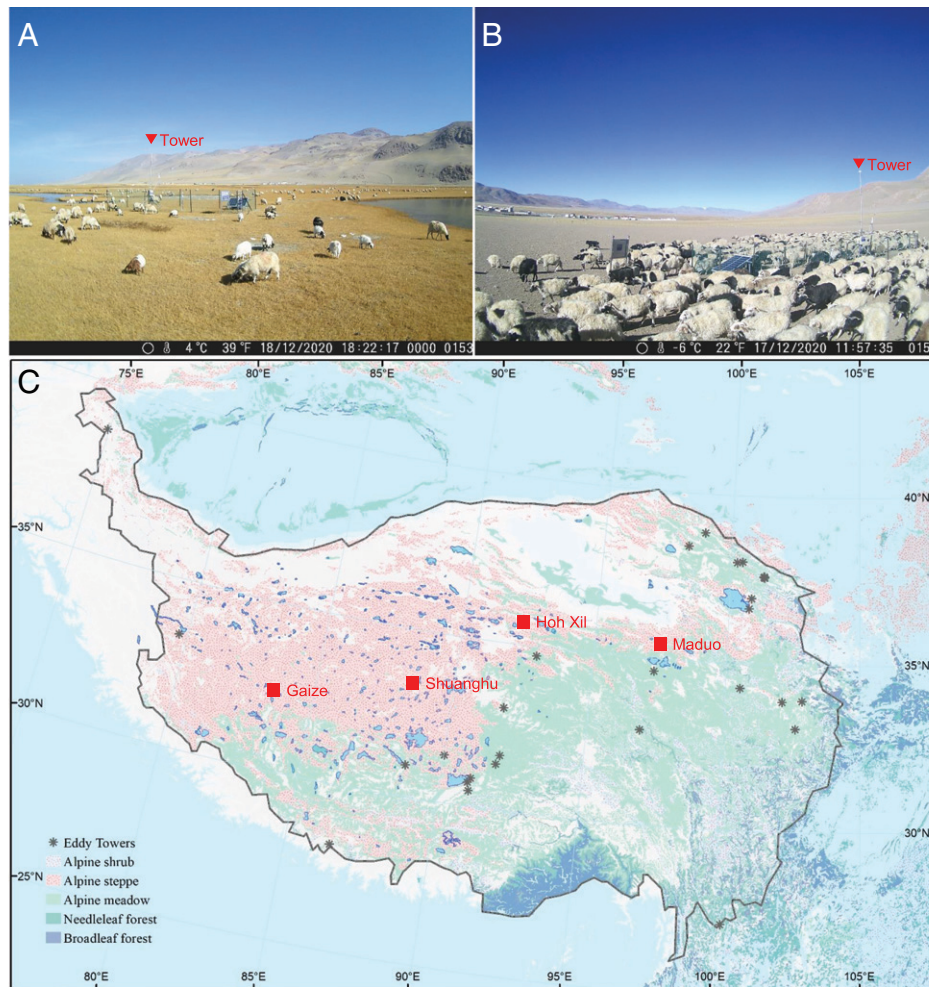 A
Tower
4°C 39°F 18/12/2020 18:22:17 0000 0153
B
Tower
-6°C 22°F 17/12/2020 11:57:35 015
C
75°E 80°E 85°E 90°E 95°E 100°E 105°E
40°N
35°N
Hoh Xil
Maduo
35°N
Shuanghu
Gaize
30°N
30°N
25°N
Eddy Towers
Alpine shrub
Alpine steppe
Alpine meadow
Needleleaf forest
Broadleaf forest
80°E 85°E 90°E 95°E 100°E 105°E